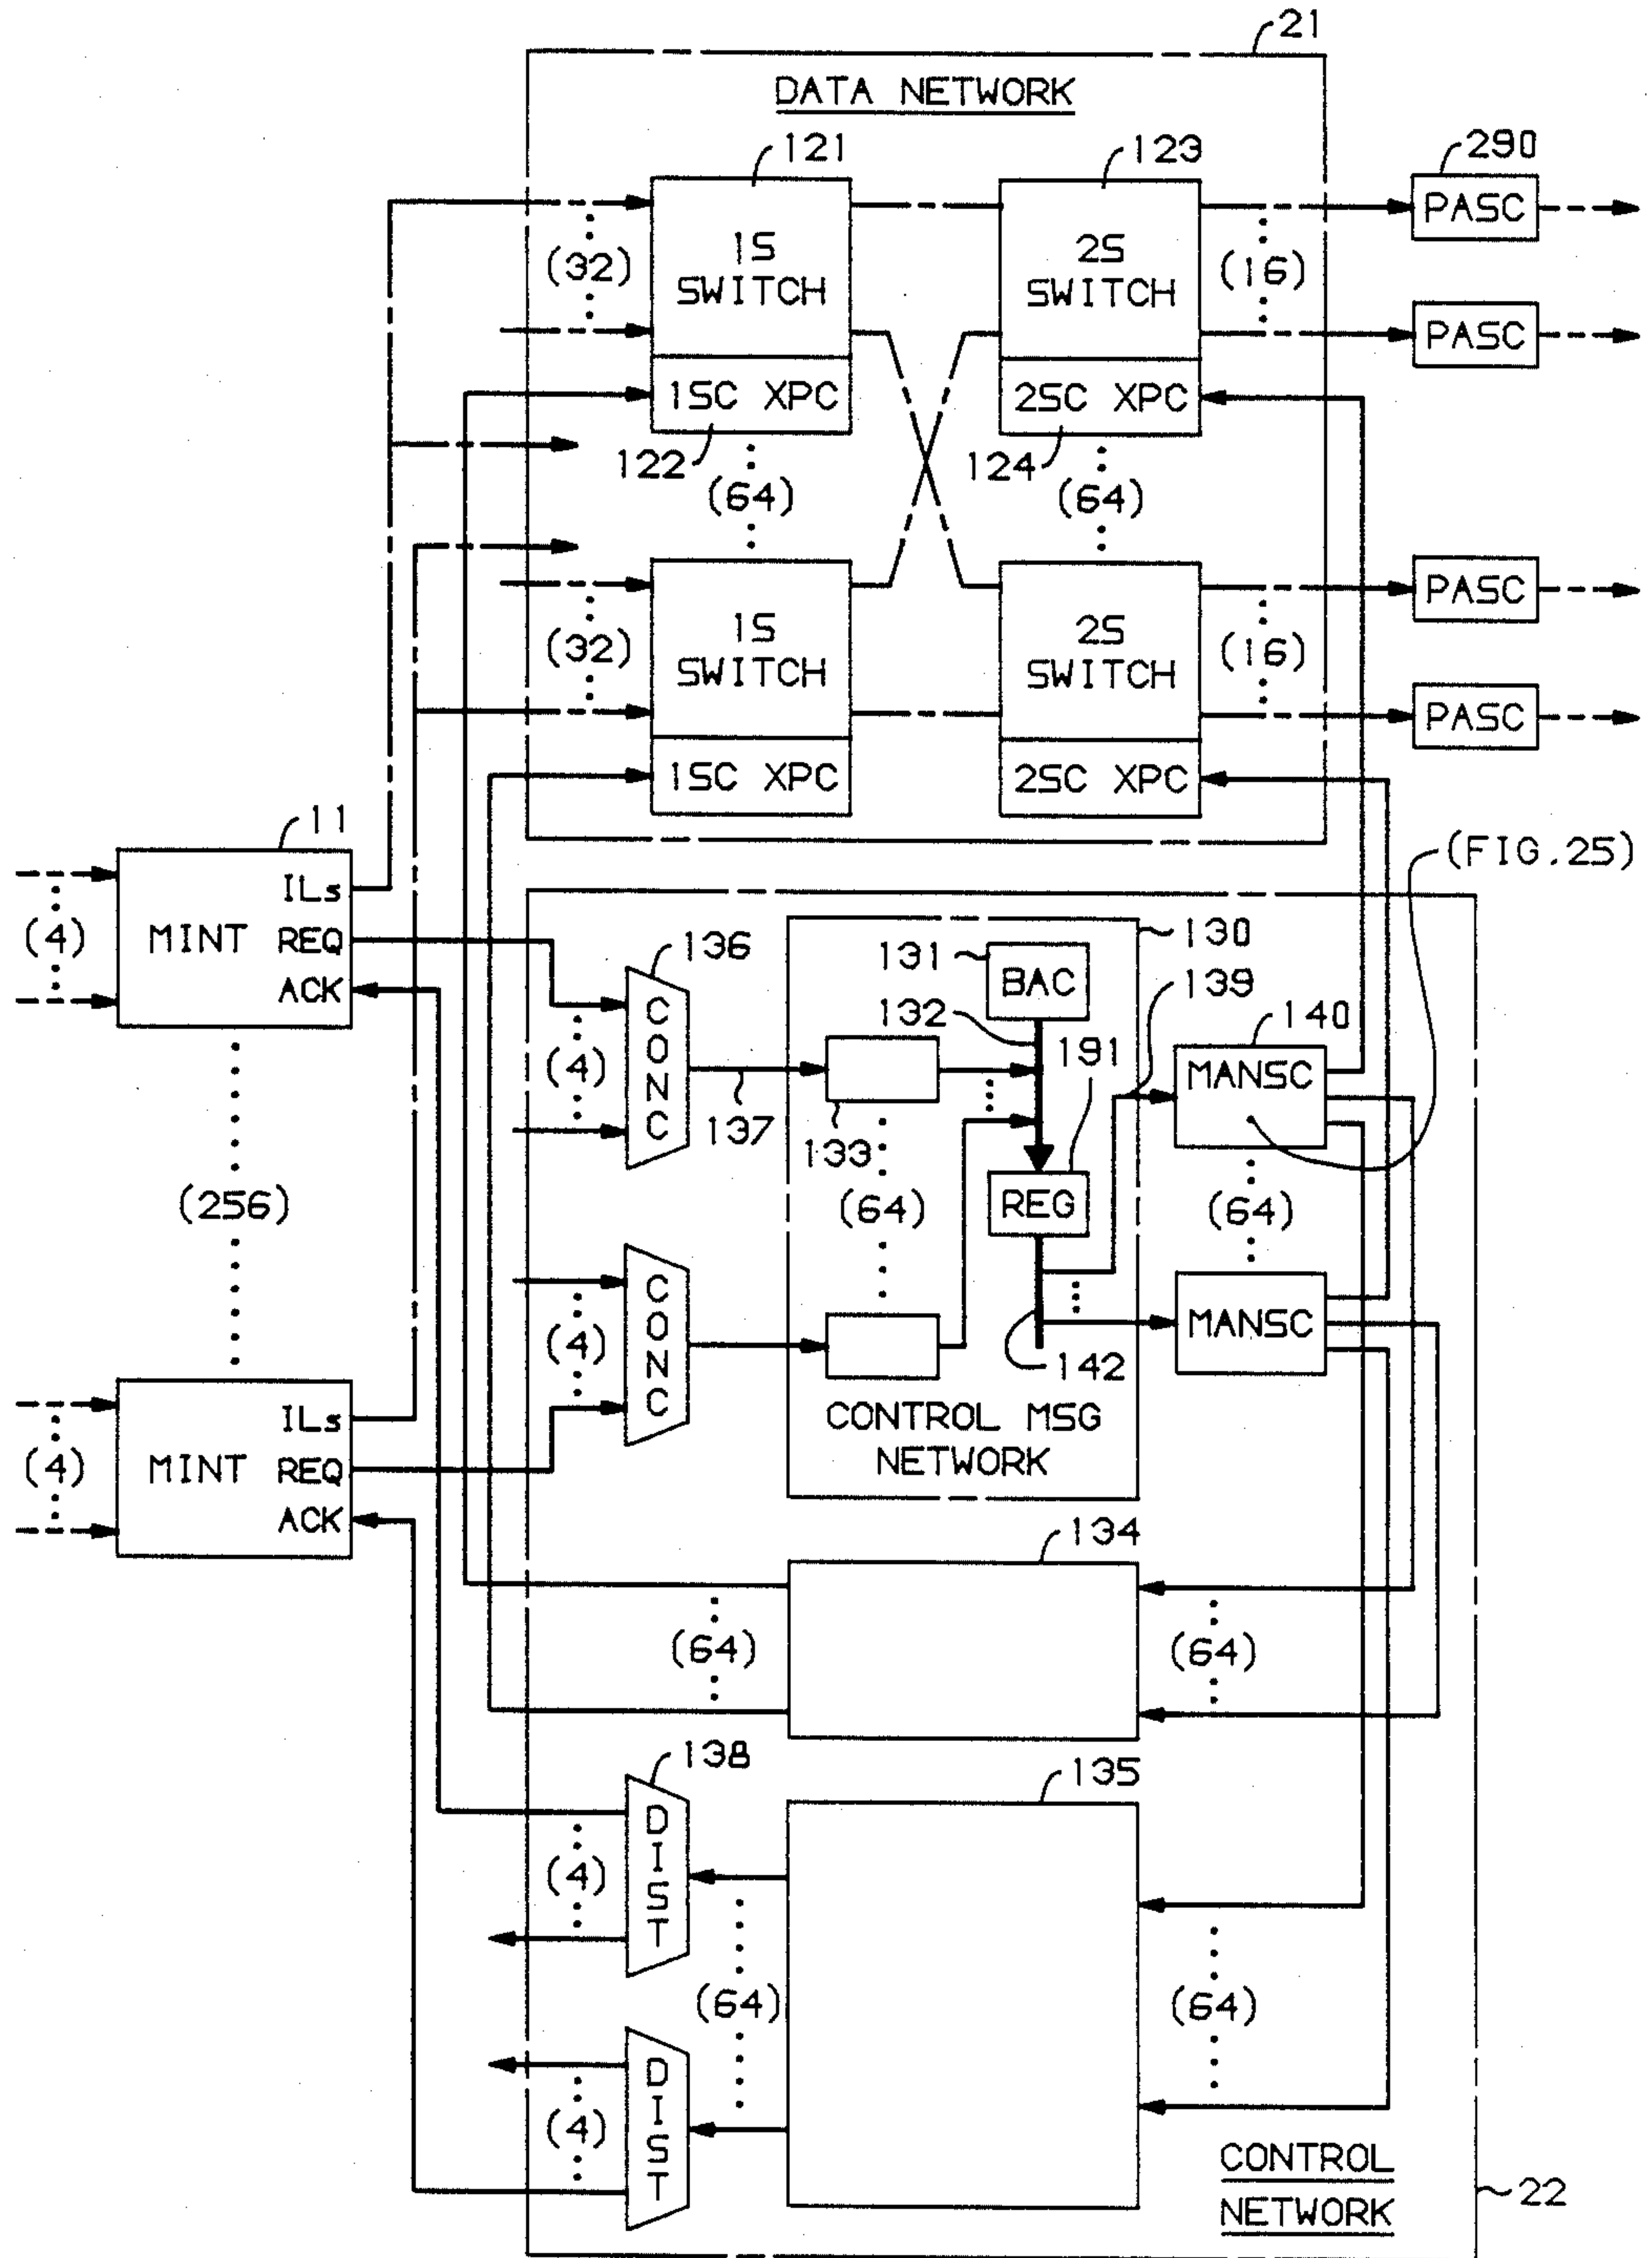 21
DATA NETWORK
121
123
290
1S
SWITCH
2S
SWITCH
(32)
(16)
PASC
PASC
1SC XPC
2SC XPC
122
124
(64)
(64)
1S
SWITCH
2S
SWITCH
(32)
(16)
PASC
PASC
1SC XPC
2SC XPC
11
(FIG.25)
(4)
MINT
ILs
REQ
ACK
136
CONC
(4)
137
130
131
BAC
132
139
191
140
MANSC
133
REG
(64)
(64)
(256)
CONC
(4)
142
MANSC
CONTROL MSG
NETWORK
(4)
MINT
ILs
REQ
ACK
134
(64)
(64)
138
135
DIST
(4)
(64)
(64)
DIST
(4)
CONTROL
NETWORK
22